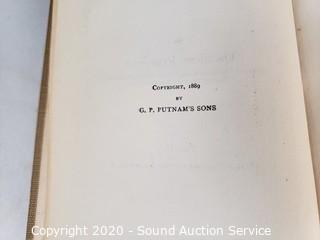 COPYRIGHT, 1889
BY
G. P. PUTNAM'S SONS
Copyright 2020 - Sound Auction Service